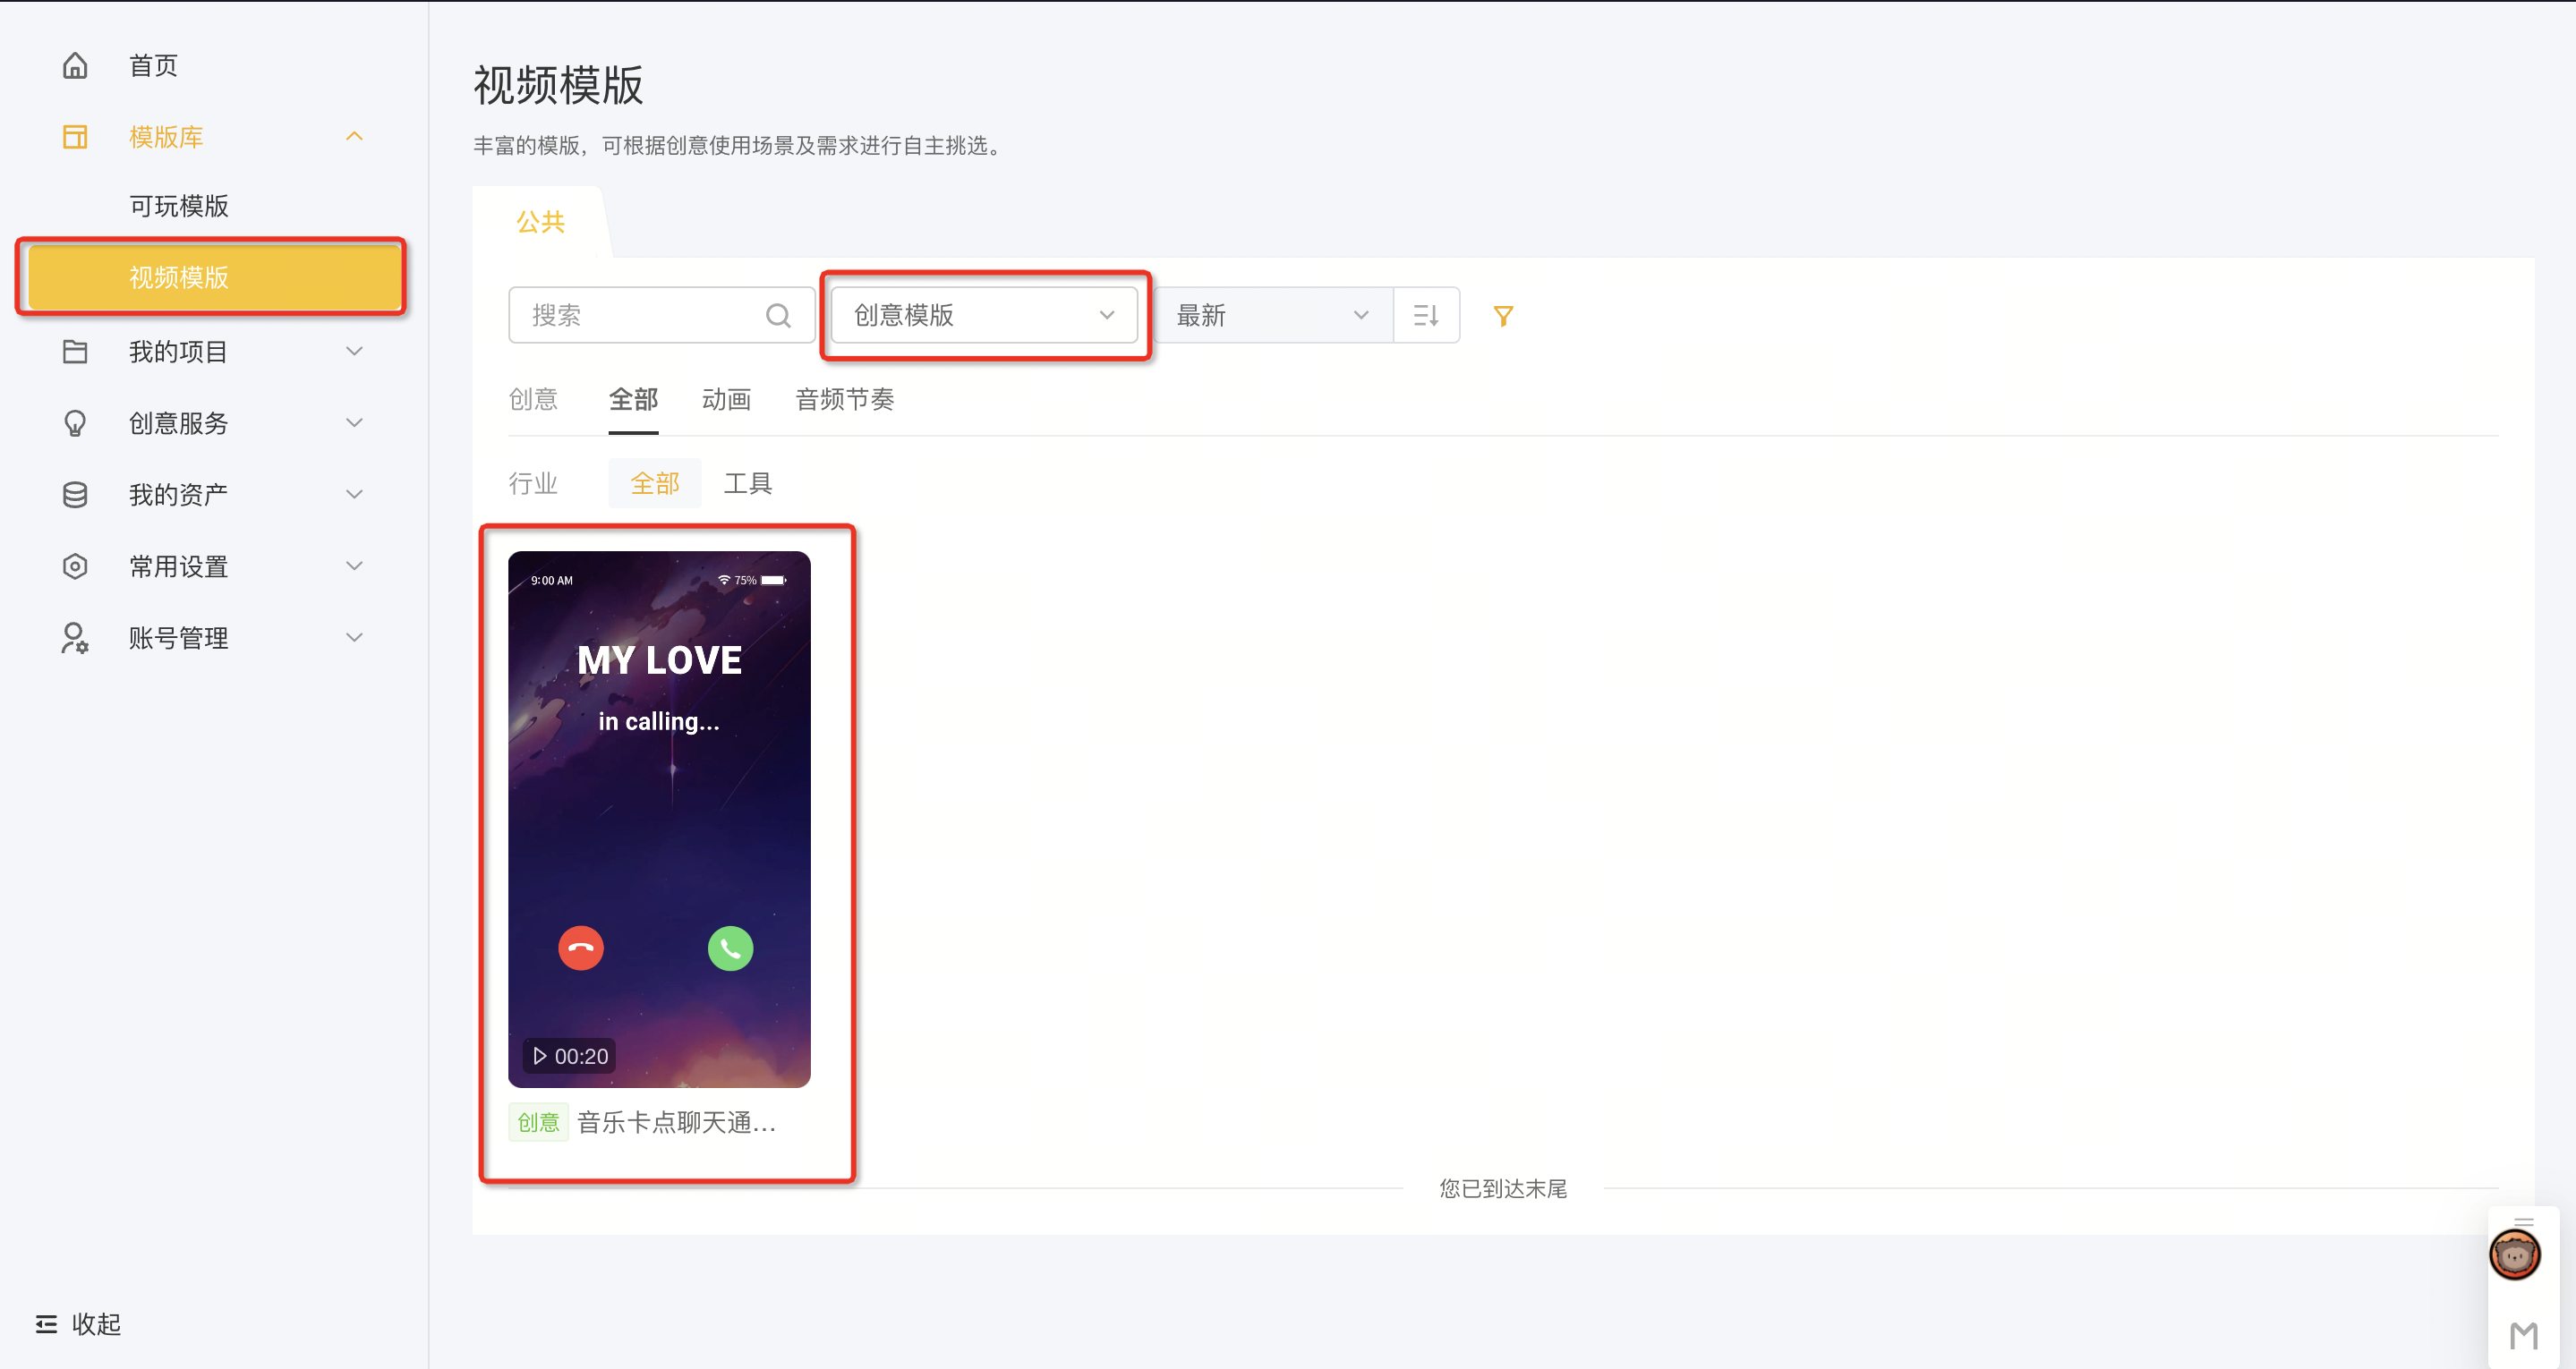 首页
模版库
可玩模版
视频模版
我的项目
创意服务
我的资产
常用设置
账号管理
收起
视频模版
丰富的模版，可根据创意使用场景及需求进行自主挑选。
公共
搜索
创意模版
最新
创意 全部 动画 音频节奏
行业 全部 工具
9:00 AM 75%
MY LOVE
in calling...
00:20
创意 音乐卡点聊天通...
您已到达末尾